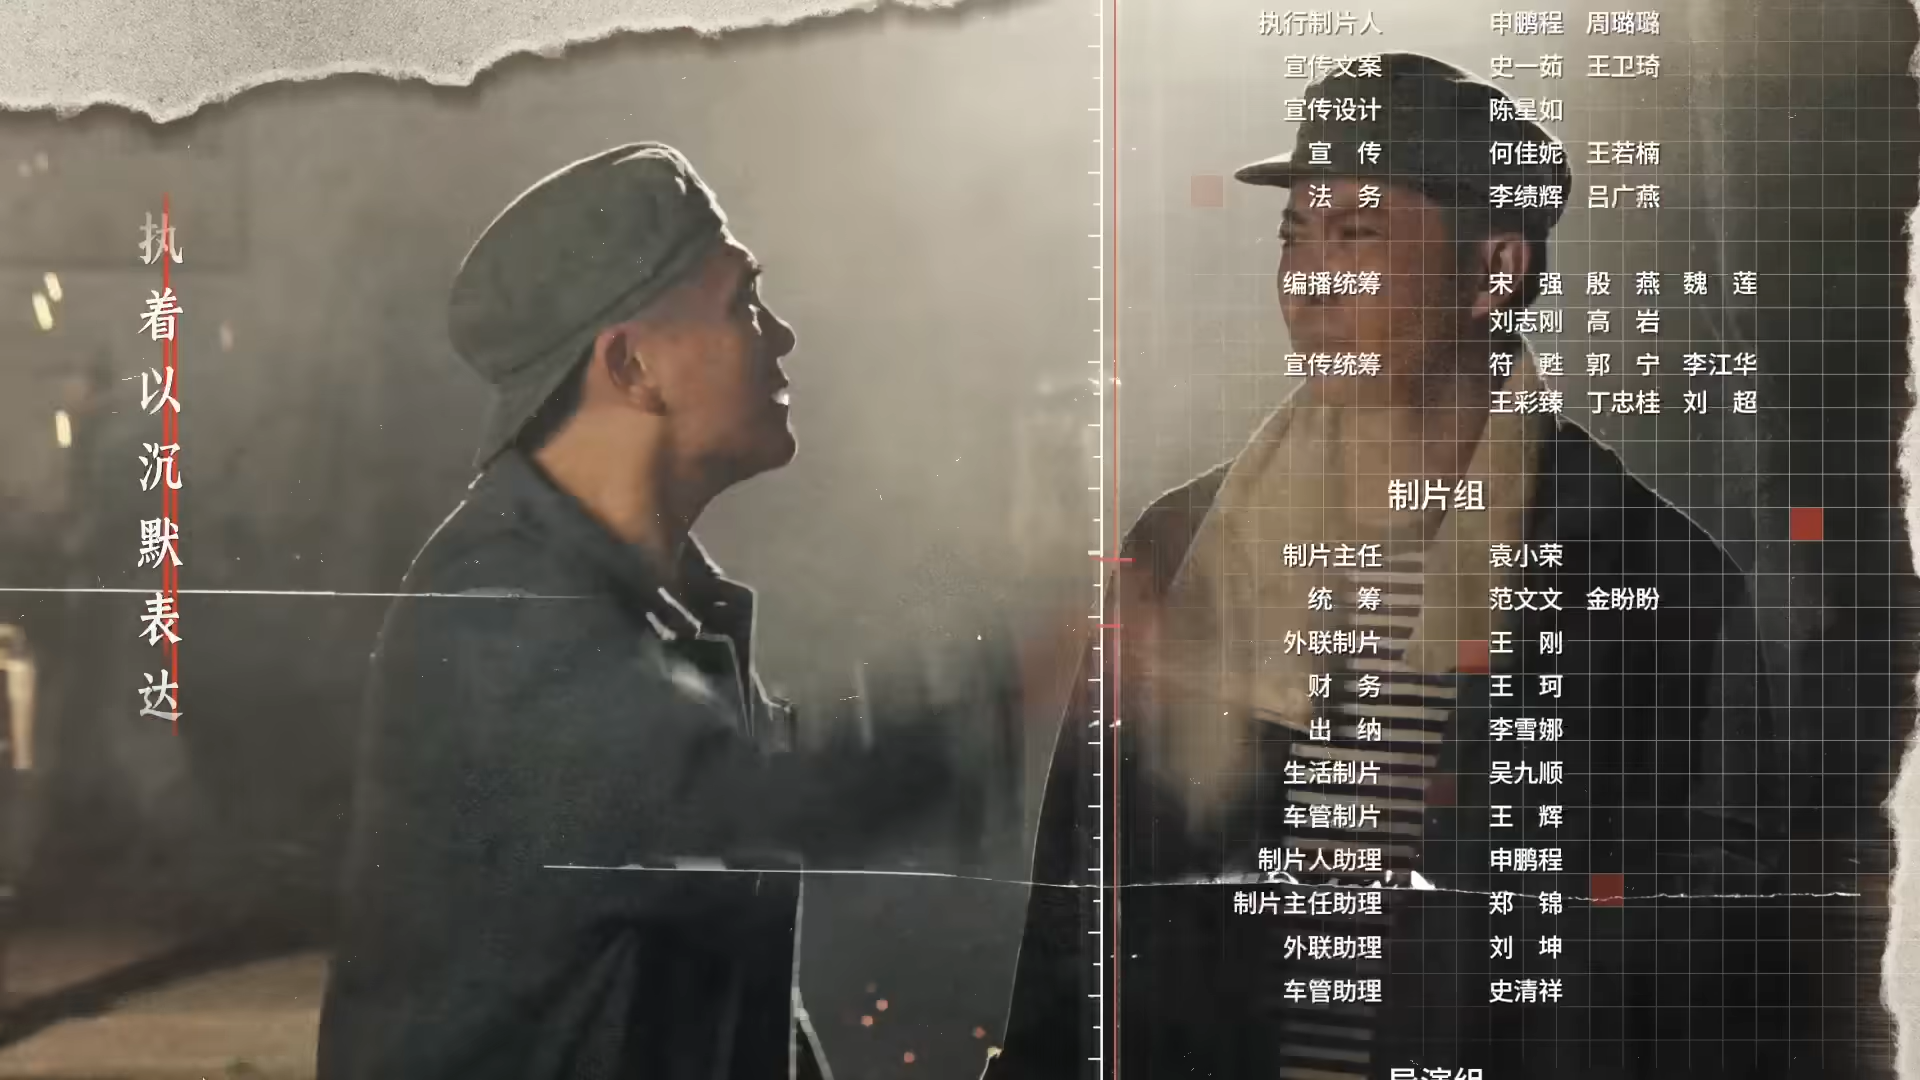 执着以沉默表达
执行制片人 申鹏程 周璐璐
宣传文案 史一茹 王卫琦
宣传设计 陈星如
宣 传 何佳妮 王若楠
法 务 李绩辉 吕广燕
编播统筹 宋 强 殷 燕 魏 莲
刘志刚 高 岩
宣传统筹 符 甦 郭 宁 李江华
王彩臻 丁忠桂 刘 超
制片组
制片主任 袁小荣
统 筹 范文文 金盼盼
外联制片 王 刚
财 务 王 珂
出 纳 李雪娜
生活制片 吴九顺
车管制片 王 辉
制片人助理 申鹏程
制片主任助理 郑 锦
外联助理 刘 坤
车管助理 史清祥
导演组